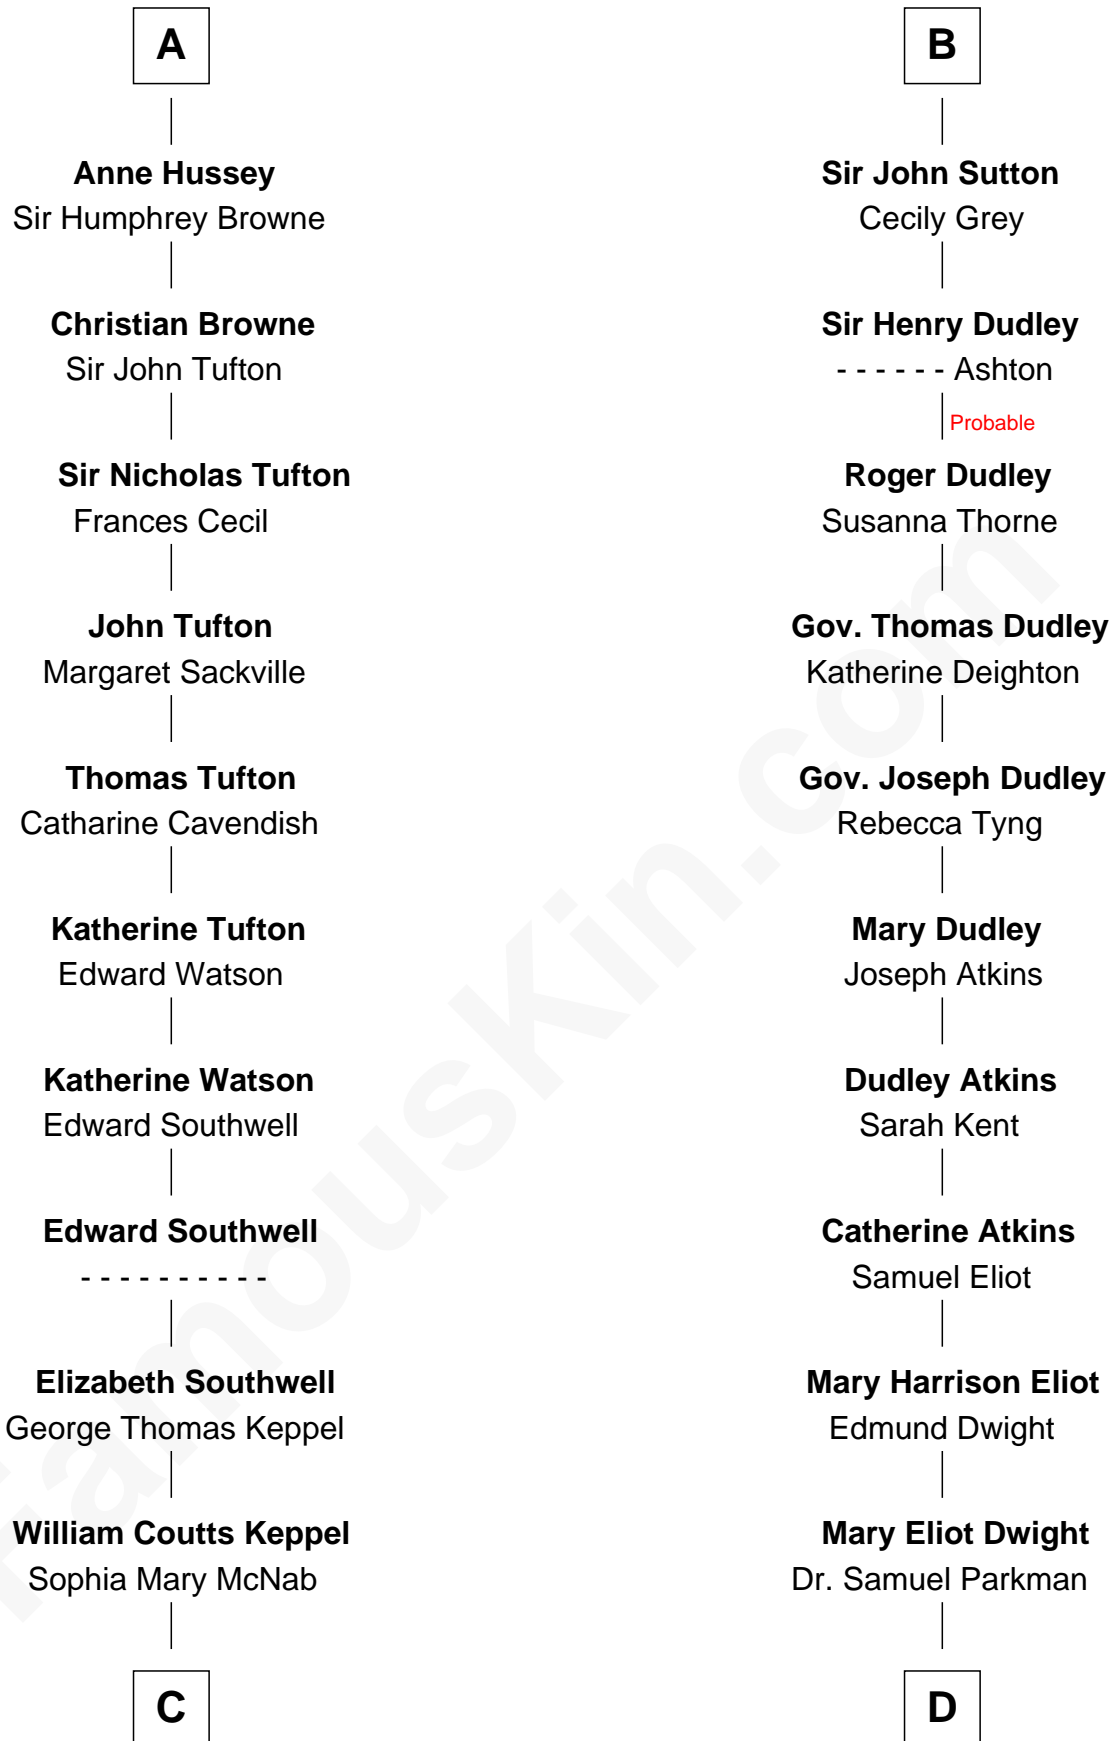 A
Anne Hussey
Sir Humphrey Browne
Christian Browne
Sir John Tufton
Sir Nicholas Tufton
Frances Cecil
John Tufton
Margaret Sackville
Thomas Tufton
Catharine Cavendish
Katherine Tufton
Edward Watson
Katherine Watson
Edward Southwell
Edward Southwell
- - - - - - - - - -
Elizabeth Southwell
George Thomas Keppel
William Coutts Keppel
Sophia Mary McNab
C
B
Sir John Sutton
Cecily Grey
Sir Henry Dudley
- - - - - - Ashton
Probable
Roger Dudley
Susanna Thorne
Gov. Thomas Dudley
Katherine Deighton
Gov. Joseph Dudley
Rebecca Tyng
Mary Dudley
Joseph Atkins
Dudley Atkins
Sarah Kent
Catherine Atkins
Samuel Eliot
Mary Harrison Eliot
Edmund Dwight
Mary Eliot Dwight
Dr. Samuel Parkman
D
FamousKin.com